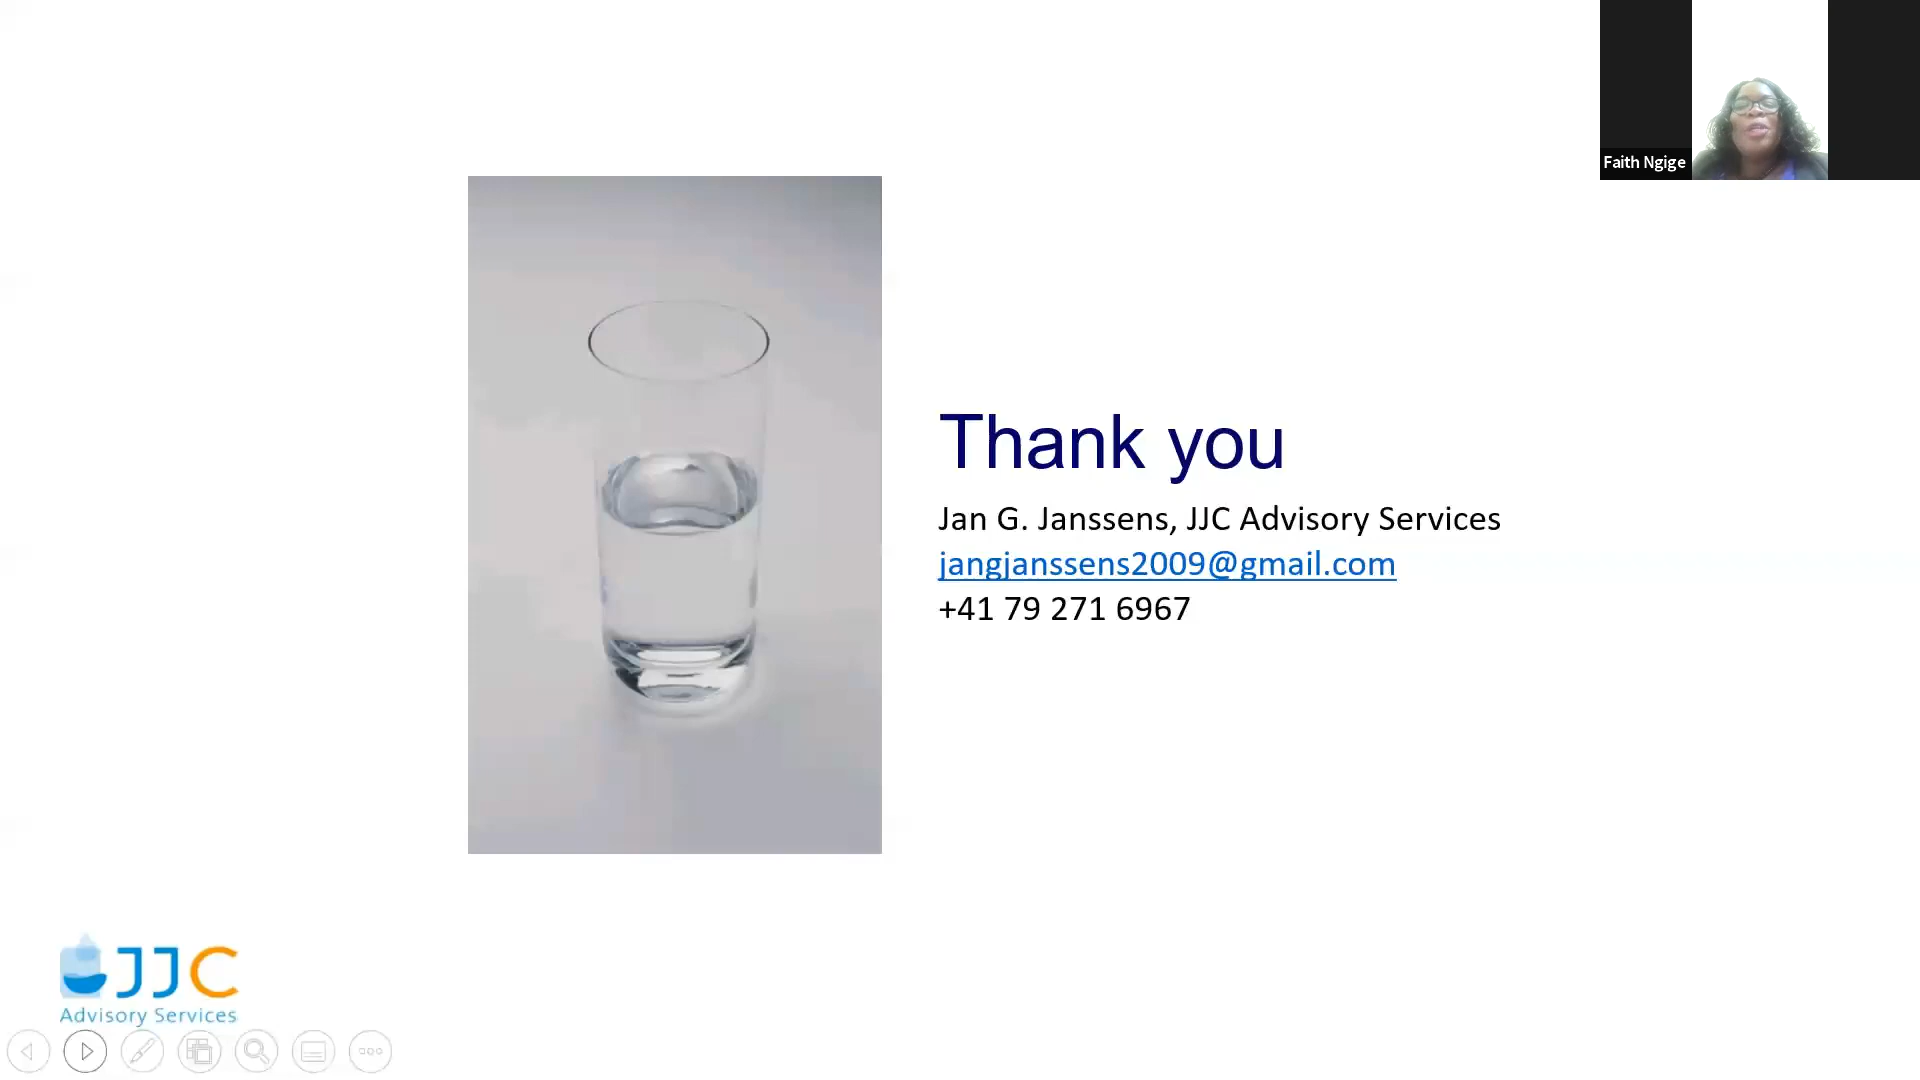 Faith Ngige
Thank you
Jan G. Janssens, JJC Advisory Services
jangjanssens2009@gmail.com
+41 79 271 6967
JJC
Advisory Services